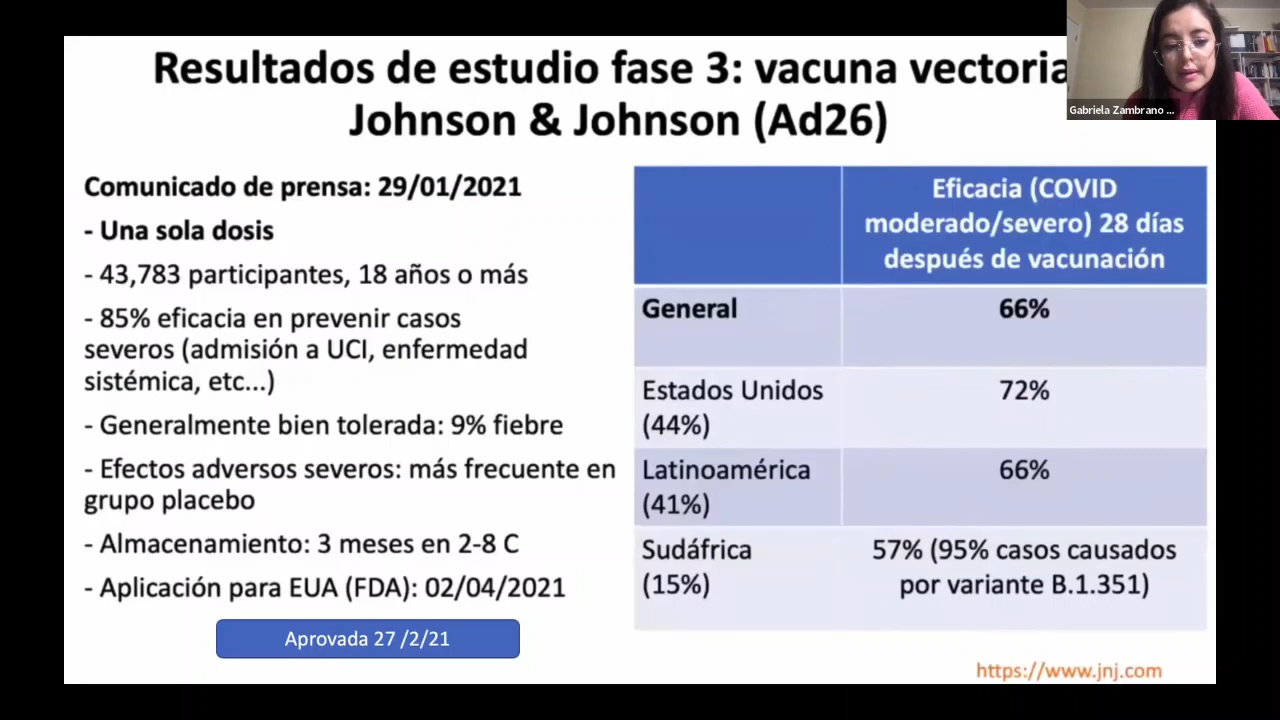 Resultados de estudio fase 3: vacuna vectoria
Johnson & Johnson (Ad26)
Gabriela Zambrano ...
Comunicado de prensa: 29/01/2021
- Una sola dosis
- 43,783 participantes, 18 años o más
- 85% eficacia en prevenir casos
severos (admisión a UCI, enfermedad
sistémica, etc...)
- Generalmente bien tolerada: 9% fiebre
- Efectos adversos severos: más frecuente en
grupo placebo
- Almacenamiento: 3 meses en 2-8 C
- Aplicación para EUA (FDA): 02/04/2021
Aprovada 27 /2/21
Eficacia (COVID
moderado/severo) 28 días
después de vacunación
General 66%
Estados Unidos 72%
(44%)
Latinoamérica 66%
(41%)
Sudáfrica 57% (95% casos causados
(15%) por variante B.1.351)
https://www.jnj.com